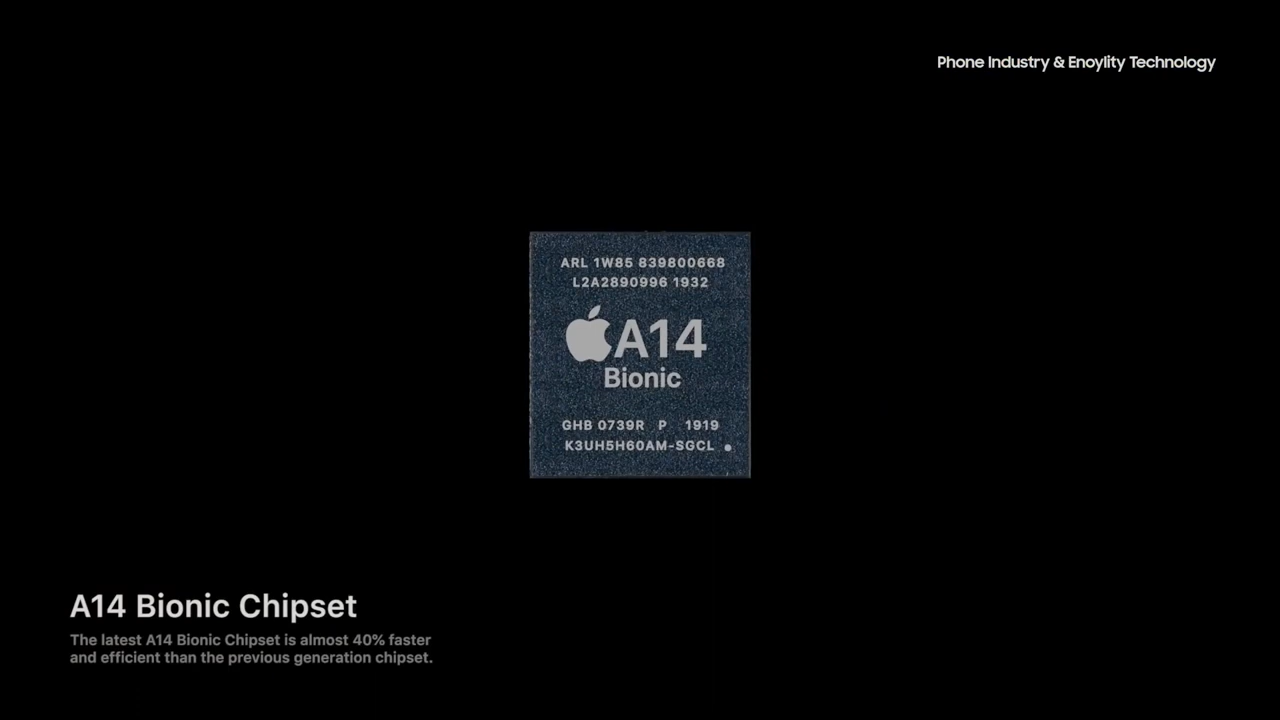 Phone Industry & Enoylity Technology
ARL 1W85 839800668
L2A2890996 1932
A14
Bionic
GHB 0739R P 1919
K3UH5H60AM-SGCL
A14 Bionic Chipset
The latest A14 Bionic Chipset is almost 40% faster
and efficient than the previous generation chipset.